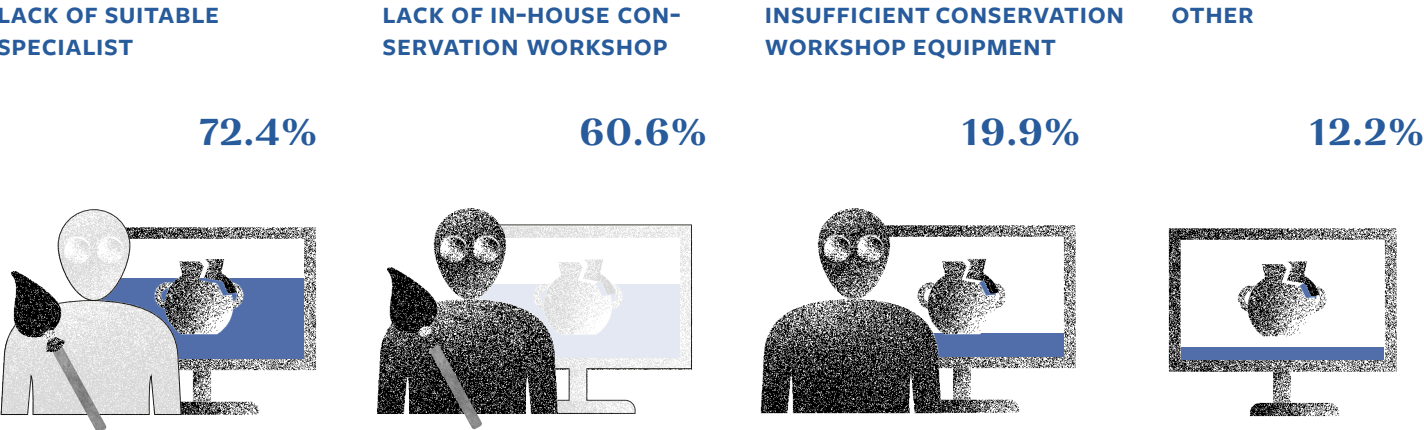 LACK OF SUITABLE
SPECIALIST
72.4%
LACK OF IN-HOUSE CON-
SERVATION WORKSHOP
60.6%
INSUFFICIENT CONSERVATION
WORKSHOP EQUIPMENT
19.9%
OTHER
12.2%